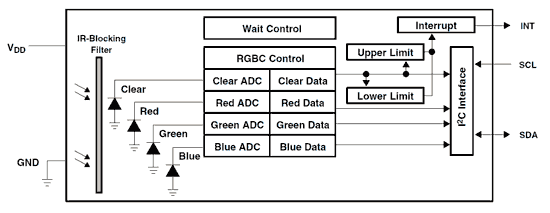 Wait Control
Interrupt
INT
IR-Blocking
Filter
VDD
RGBC Control
Upper Limit
Clear
Clear ADC
Clear Data
SCL
Lower Limit
Red
Red ADC
Red Data
I2C Interface
Green
Green ADC
Green Data
SDA
Blue
Blue ADC
Blue Data
GND